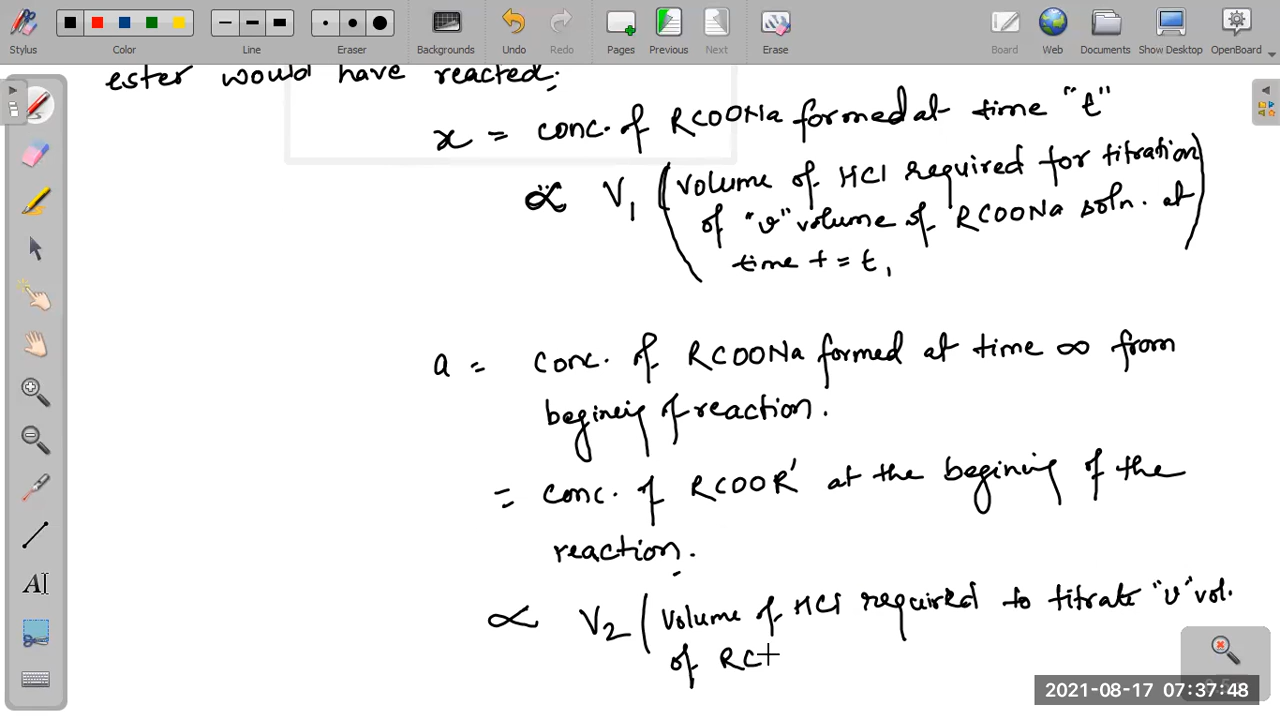 Stylus Color Line Eraser Backgrounds Undo Redo Pages Previous Next Erase Board Web Documents Show Desktop OpenBoard
ester would have reacted.
x = conc. of RCOONa formed at time "t"
∝ V₁ (volume of HCl required for titration
of "v" volume of RCOONa soln. at
time t = t₁
a = conc. of RCOONa formed at time ∞ from
begining of reaction.
= conc. of RCOOR' at the begining of the
reaction.
∝ V₂ (Volume of HCl required to titrate "v" vol.
of RC
2021-08-17 07:37:48